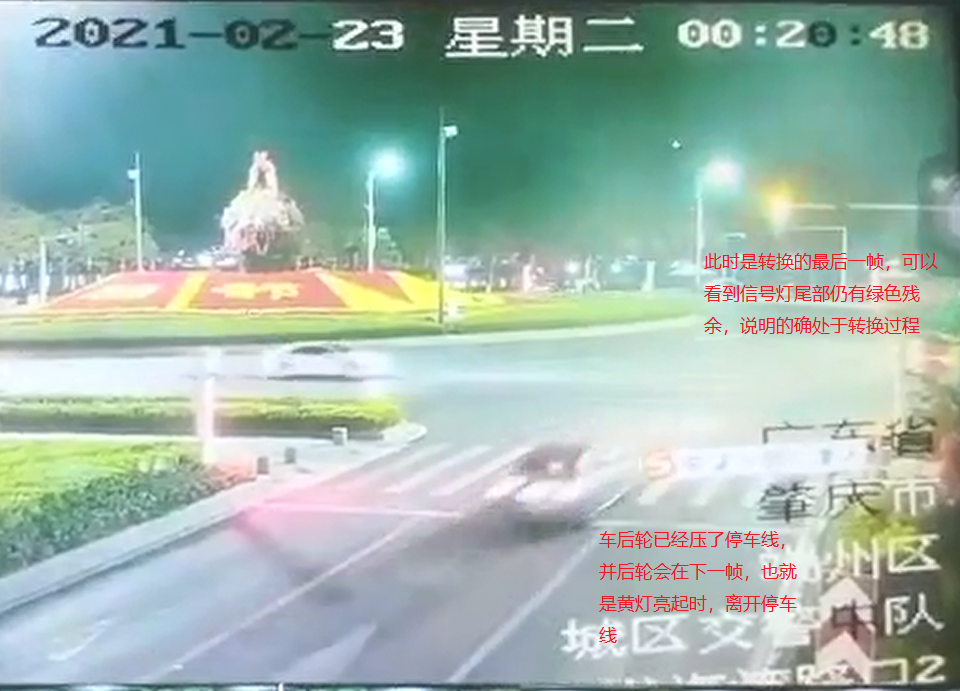 2021-02-23 星期二 00:20:48
此时是转换的最后一帧，可以
看到信号灯尾部仍有绿色残
余，说明的确处于转换过程
广东省
肇庆市
车后轮已经压了停车线，
并后轮会在下一帧，也就
是黄灯亮起时，离开停车
线
州区
城区交警中队
路口2